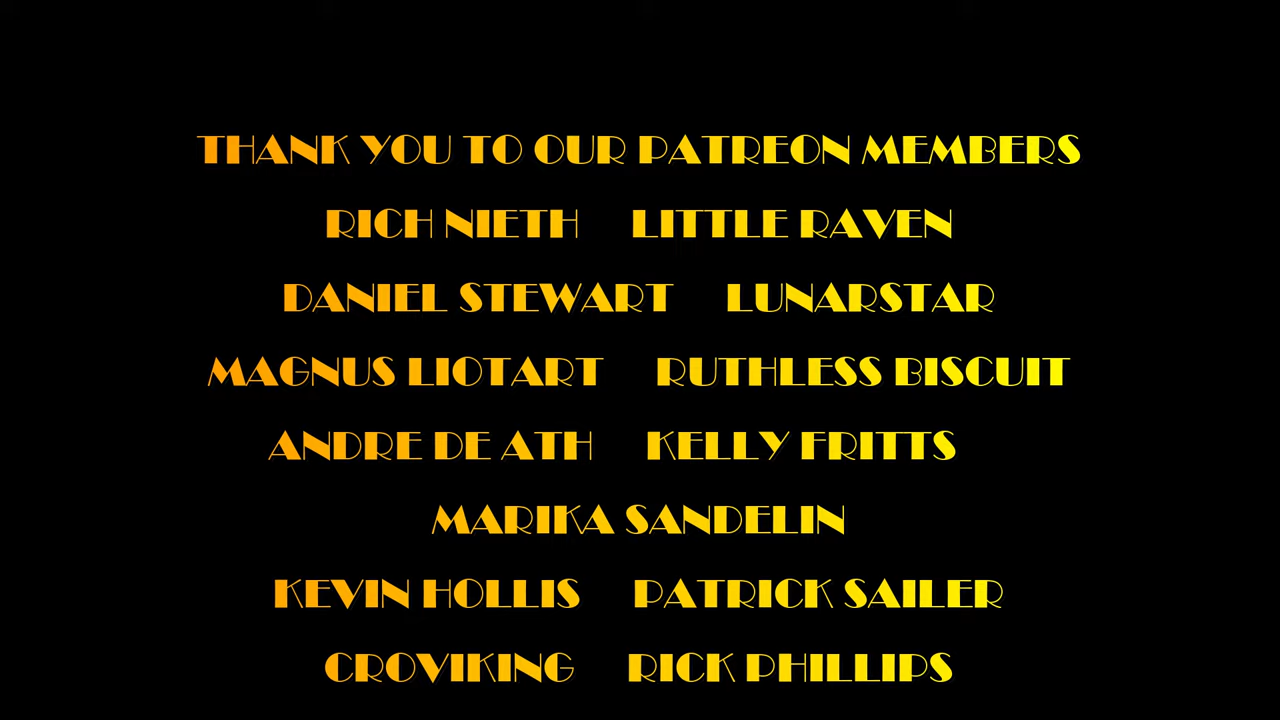 THANK YOU TO OUR PATREON MEMBERS
RICH NIETH LITTLE RAVEN
DANIEL STEWART LUNARSTAR
MAGNUS LIOTART RUTHLESS BISCUIT
ANDRE DE ATH KELLY FRITTS
MARIKA SANDELIN
KEVIN HOLLIS PATRICK SAILER
CROVIKING RICK PHILLIPS